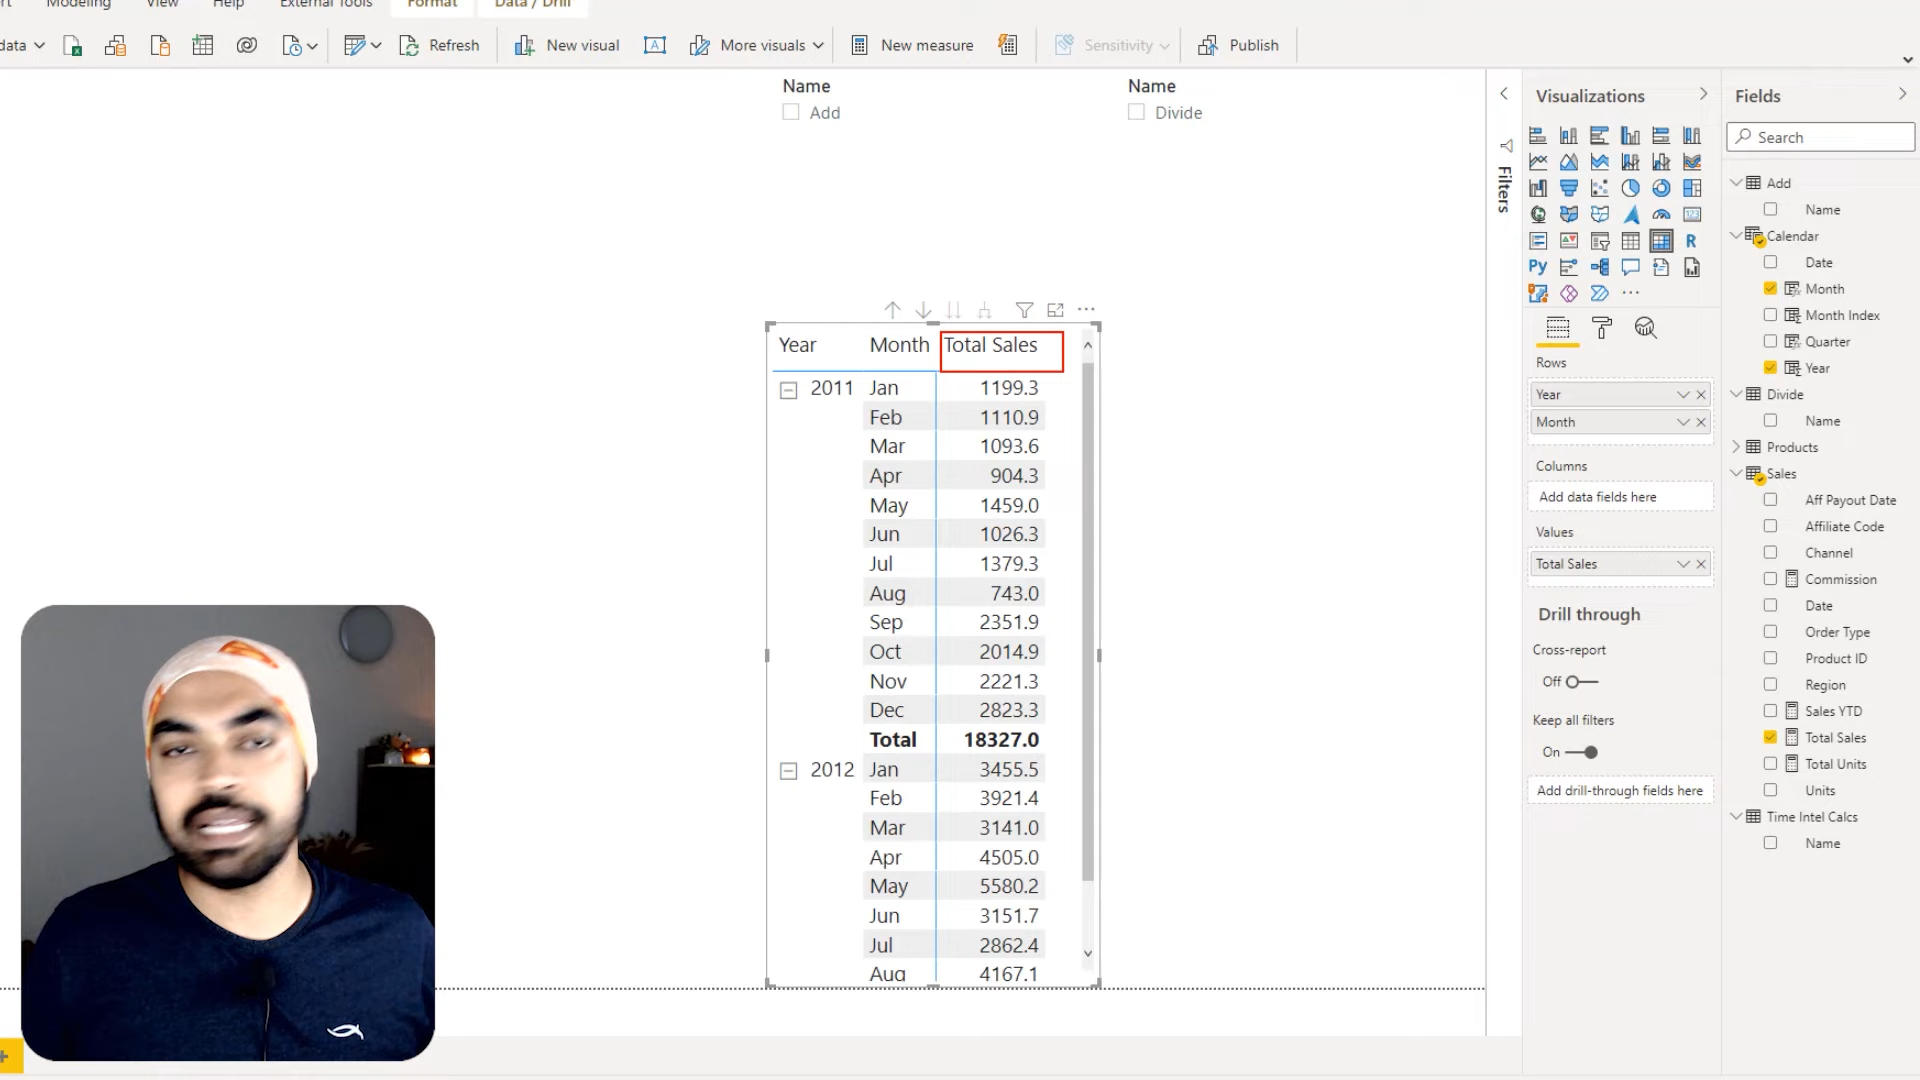 Modeling View Help External Tools Format Data / Drill
data Refresh New visual More visuals New measure Sensitivity Publish
Name
Add
Name
Divide
Year Month Total Sales
2011 Jan 1199.3
Feb 1110.9
Mar 1093.6
Apr 904.3
May 1459.0
Jun 1026.3
Jul 1379.3
Aug 743.0
Sep 2351.9
Oct 2014.9
Nov 2221.3
Dec 2823.3
Total 18327.0
2012 Jan 3455.5
Feb 3921.4
Mar 3141.0
Apr 4505.0
May 5580.2
Jun 3151.7
Jul 2862.4
Aug 4167.1
Filters
Visualizations
R
Py
Rows
Year
Month
Columns
Add data fields here
Values
Total Sales
Drill through
Cross-report
Off
Keep all filters
On
Add drill-through fields here
Fields
Search
Add
Name
Calendar
Date
Month
Month Index
Quarter
Year
Divide
Name
Products
Sales
Aff Payout Date
Affiliate Code
Channel
Commission
Date
Order Type
Product ID
Region
Sales YTD
Total Sales
Total Units
Units
Time Intel Calcs
Name